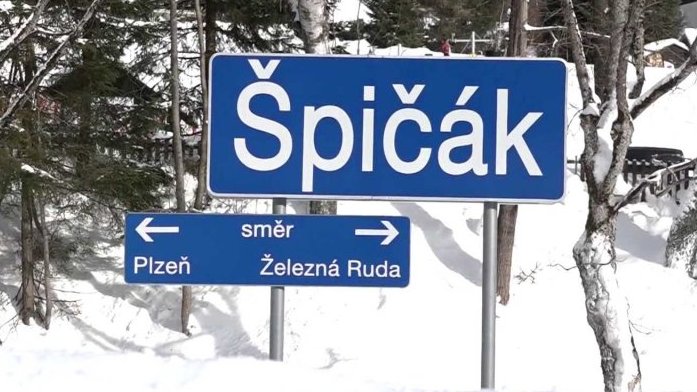 Špičák
← směr →
Plzeň Železná Ruda